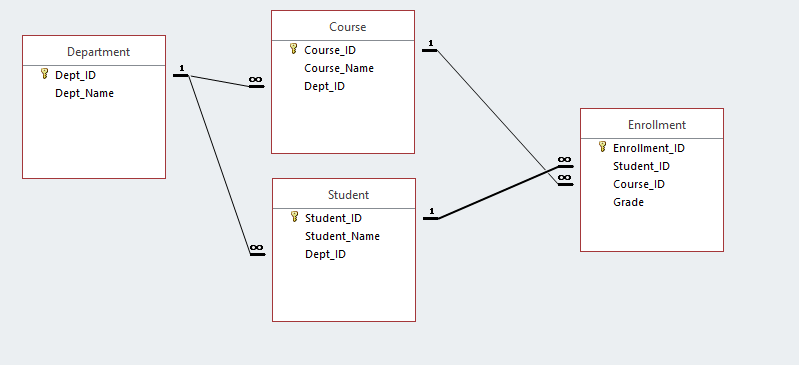 Department
Dept_ID
Dept_Name
1
Course
Course_ID
Course_Name
Dept_ID
1
∞
Student
Student_ID
Student_Name
Dept_ID
1
∞
Enrollment
Enrollment_ID
Student_ID
Course_ID
Grade
∞
∞